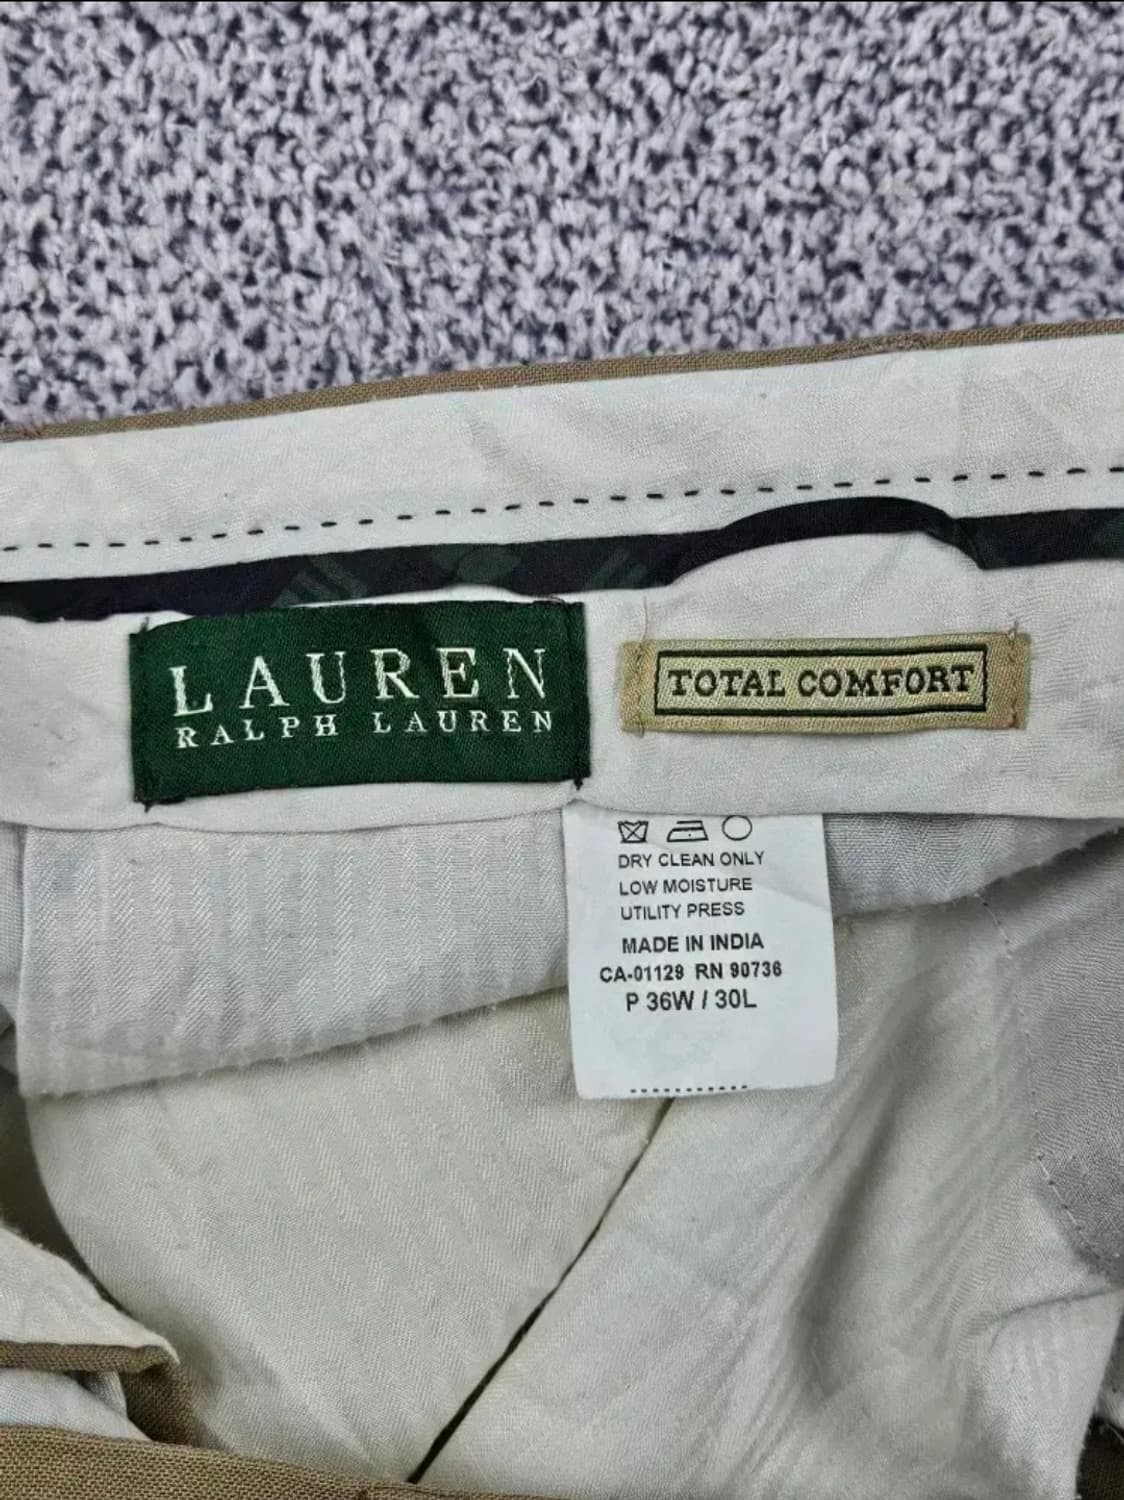 LAUREN
RALPH LAUREN
TOTAL COMFORT
DRY CLEAN ONLY
LOW MOISTURE
UTILITY PRESS
MADE IN INDIA
CA-01129 RN 90736
P 36W / 30L